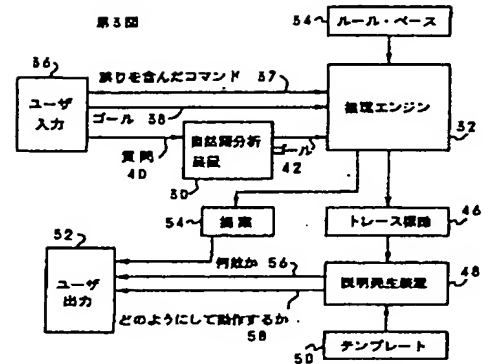 第3図
34
ルール・ベース
36
誤りを含んだコマンド 37
ユーザ
入力
ゴール 38
推理エンジン
質問
40
自然語分析
装置
ゴール
42
32
30
54
提案
トレース機能
46
52
ユーザ
出力
何故か 56
説明発生装置
48
どのようにして動作するか
58
50
テンプレート